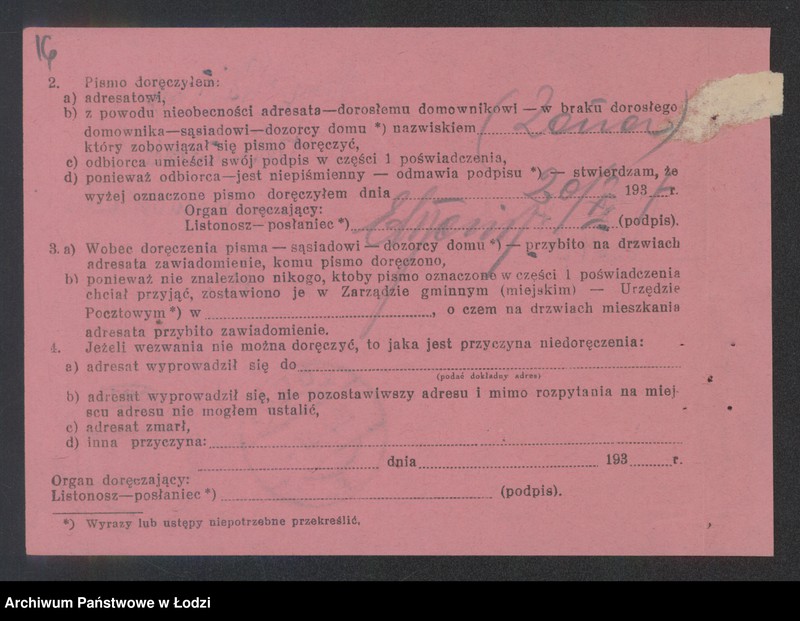 16
2. Pismo doręczyłem:
a) adresatowi,
b) z powodu nieobecności adresata—dorosłemu domownikowi — w braku dorosłego
domownika—sąsiadowi—dozorcy domu *) nazwiskiem (Żona)
który zobowiązał się pismo doręczyć,
c) odbiorca umieścił swój podpis w części 1 poświadczenia,
d) ponieważ odbiorca—jest niepiśmienny — odmawia podpisu *) — stwierdzam, że
wyżej oznaczone pismo doręczyłem dnia 193 r.
Organ doręczający:
Listonosz—posłaniec *) (podpis).
3. a) Wobec doręczenia pisma — sąsiadowi — dozorcy domu *) — przybito na drzwiach
adresata zawiadomienie, komu pismo doręczono,
b) ponieważ nie znaleziono nikogo, ktoby pismo oznaczone w części 1 poświadczenia
chciał przyjąć, zostawiono je w Zarządzie gminnym (miejskim) — Urzędzie
Pocztowym *) w , o czem na drzwiach mieszkania
adresata przybito zawiadomienie.
4. Jeżeli wezwania nie można doręczyć, to jaka jest przyczyna niedoręczenia:
a) adresat wyprowadził się do
(podać dokładny adres)
b) adresat wyprowadził się, nie pozostawiwszy adresu i mimo rozpytania na miej-
scu adresu nie mogłem ustalić,
c) adresat zmarł,
d) inna przyczyna:
dnia 193 r.
Organ doręczający:
Listonosz—posłaniec *) (podpis).
*) Wyrazy lub ustępy niepotrzebne przekreślić.
Archiwum Państwowe w Łodzi